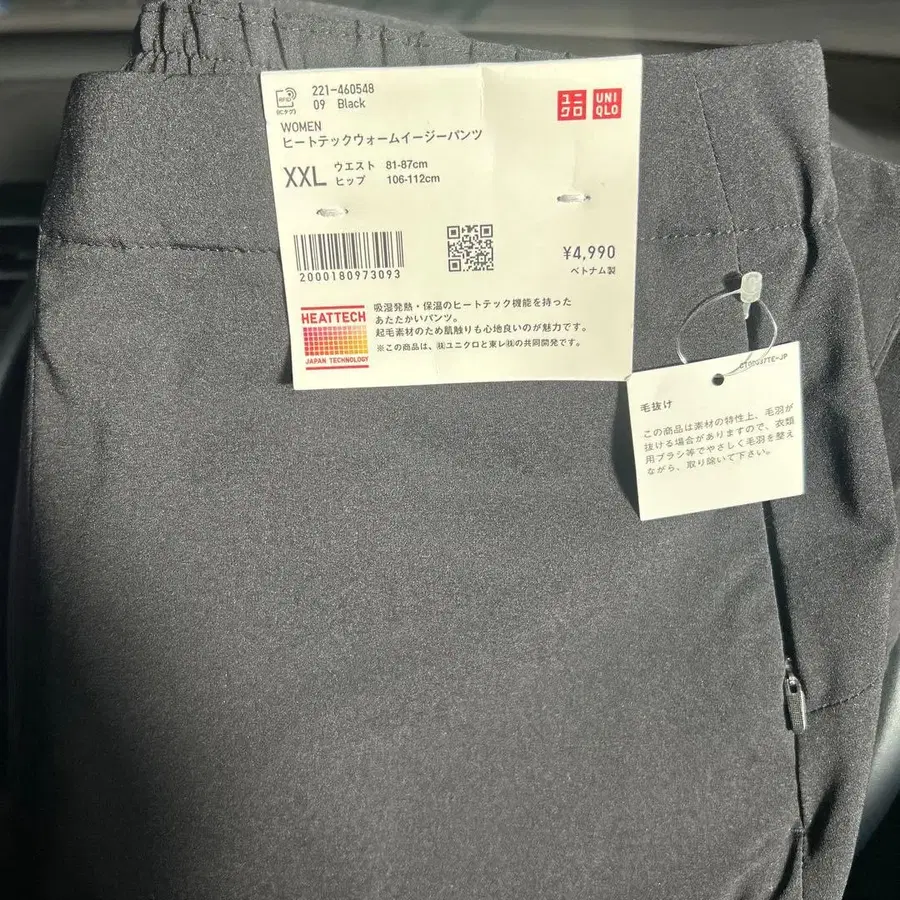 221-460548
09 Black
RFID
ICタグ
ユニクロ
UNIQLO
WOMEN
ヒートテックウォームイージーパンツ
XXL
ウエスト 81-87cm
ヒップ 106-112cm
2000180973093
¥4,990
ベトナム製
HEATTECH
JAPAN TECHNOLOGY
吸湿発熱・保温のヒートテック機能を持った
あたたかいパンツ。
起毛素材のため肌触りも心地良いのが魅力です。
※この商品は、㈱ユニクロと東レ㈱の共同開発です。
毛抜け
この商品は素材の特性上、毛羽が
抜ける場合がありますので、衣類
用ブラシ等でやさしく毛羽を整え
ながら、取り除いて下さい。